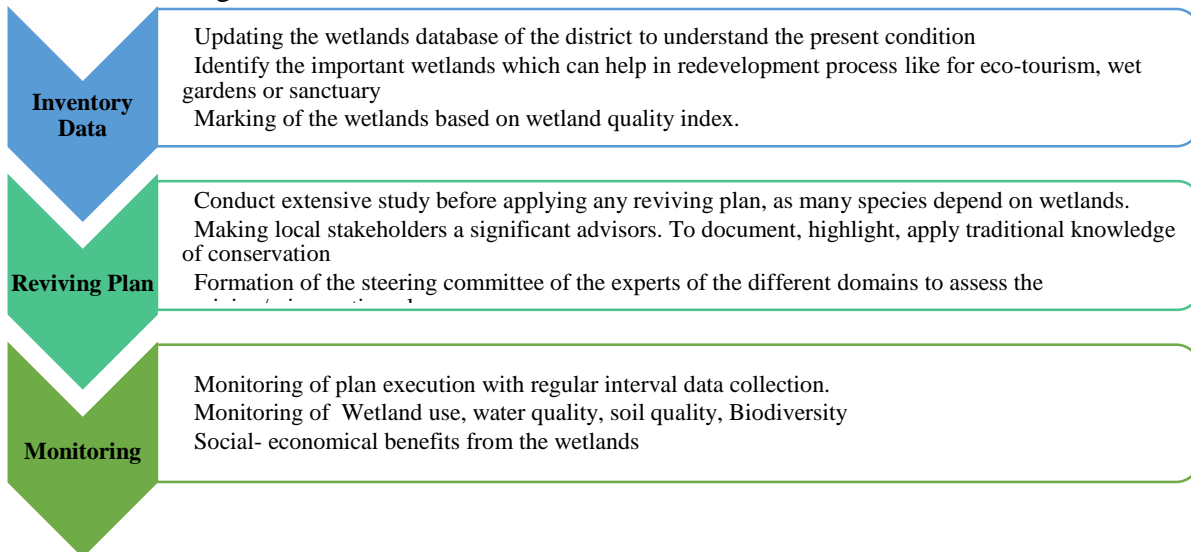 Updating the wetlands database of the district to understand the present condition
Identify the important wetlands which can help in redevelopment process like for eco-tourism, wet
gardens or sanctuary
Marking of the wetlands based on wetland quality index.
Inventory
Data
Conduct extensive study before applying any reviving plan, as many species depend on wetlands.
Making local stakeholders a significant advisors. To document, highlight, apply traditional knowledge
of conservation
Formation of the steering committee of the experts of the different domains to assess the
Reviving Plan
Monitoring of plan execution with regular interval data collection.
Monitoring of Wetland use, water quality, soil quality, Biodiversity
Social- economical benefits from the wetlands
Monitoring